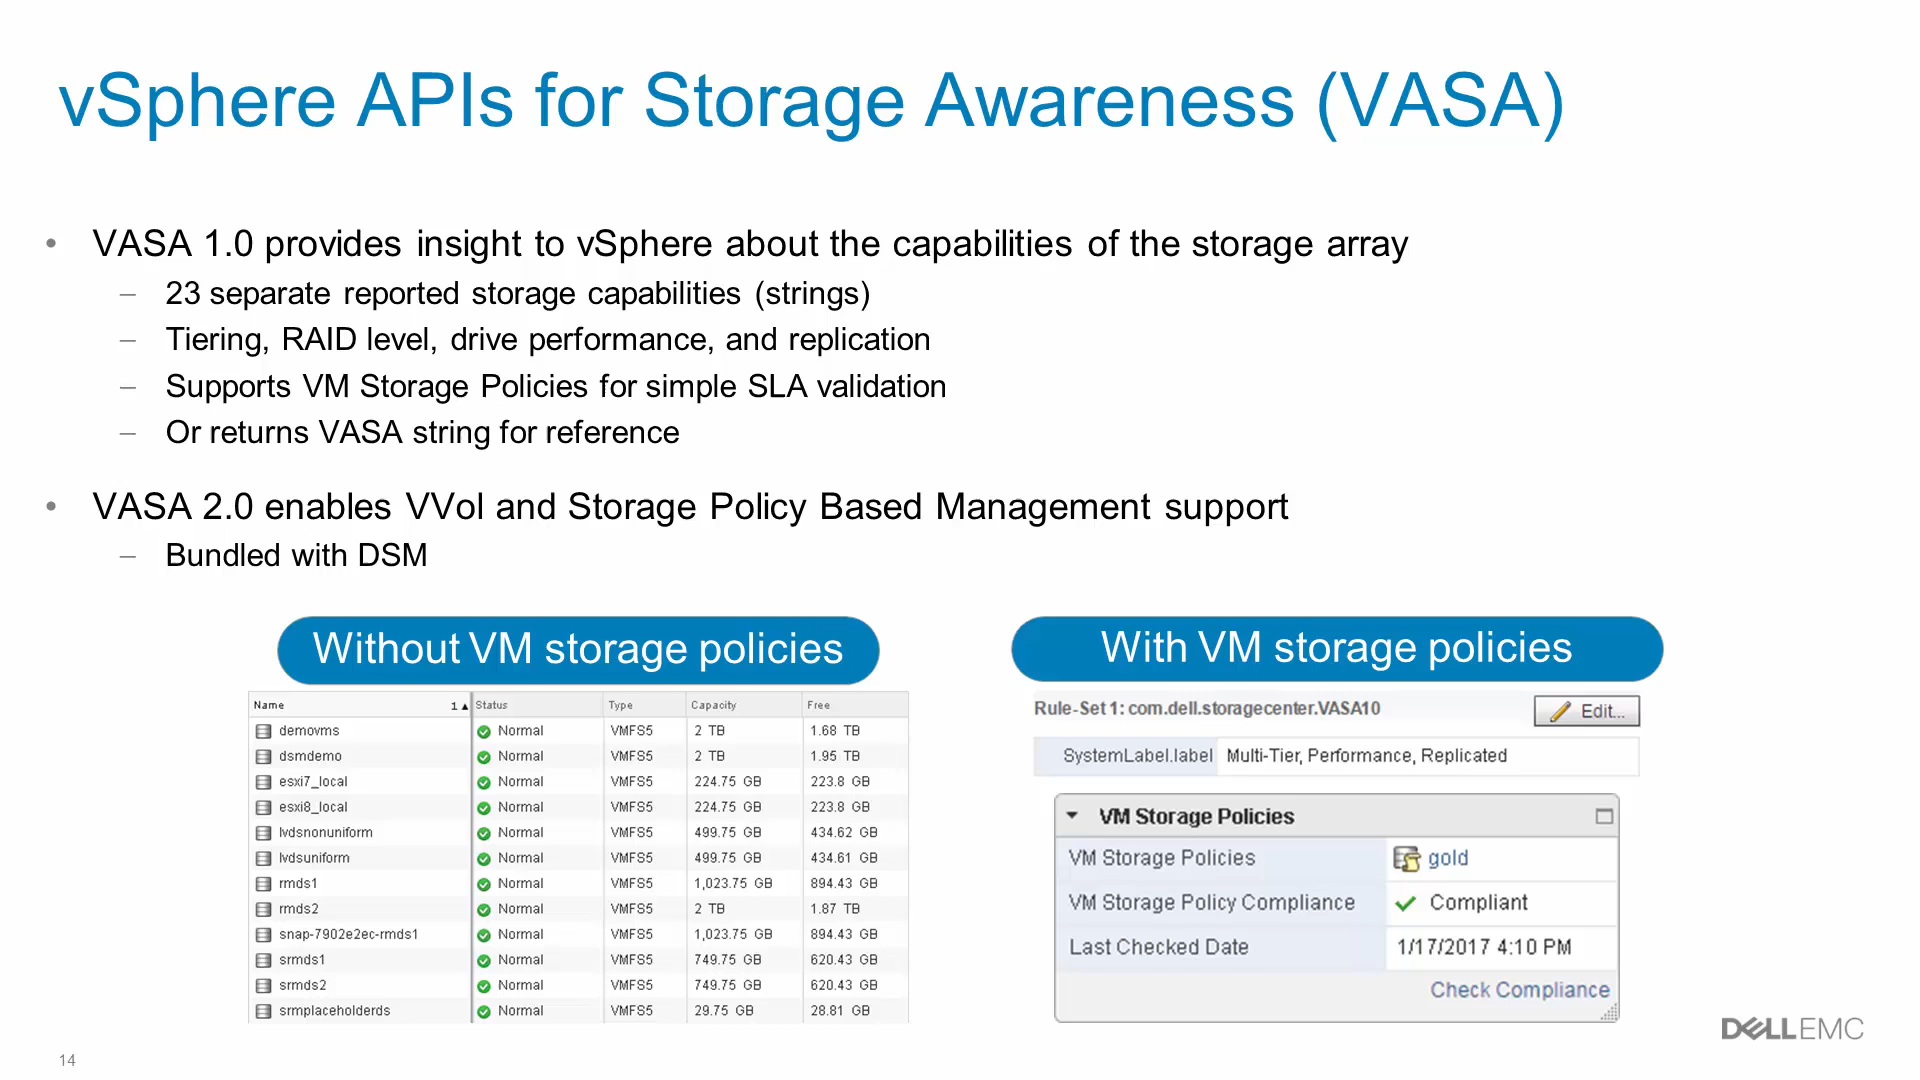 vSphere APIs for Storage Awareness (VASA)
• VASA 1.0 provides insight to vSphere about the capabilities of the storage array
– 23 separate reported storage capabilities (strings)
– Tiering, RAID level, drive performance, and replication
– Supports VM Storage Policies for simple SLA validation
– Or returns VASA string for reference
• VASA 2.0 enables VVol and Storage Policy Based Management support
– Bundled with DSM
Without VM storage policies
Name 1 ▲ Status Type Capacity Free
demovms Normal VMFS5 2 TB 1.68 TB
dsmdemo Normal VMFS5 2 TB 1.95 TB
esxi7_local Normal VMFS5 224.75 GB 223.8 GB
esxi8_local Normal VMFS5 224.75 GB 223.8 GB
lvdsnonuniform Normal VMFS5 499.75 GB 434.62 GB
lvdsuniform Normal VMFS5 499.75 GB 434.61 GB
rmds1 Normal VMFS5 1,023.75 GB 894.43 GB
rmds2 Normal VMFS5 2 TB 1.87 TB
snap-7902e2ec-rmds1 Normal VMFS5 1,023.75 GB 894.43 GB
srmds1 Normal VMFS5 749.75 GB 620.43 GB
srmds2 Normal VMFS5 749.75 GB 620.43 GB
srmplaceholderds Normal VMFS5 29.75 GB 28.81 GB
With VM storage policies
Rule-Set 1: com.dell.storagecenter.VASA10 Edit...
SystemLabel.label Multi-Tier, Performance, Replicated
VM Storage Policies
VM Storage Policies gold
VM Storage Policy Compliance Compliant
Last Checked Date 1/17/2017 4:10 PM
Check Compliance
DELLEMC
14